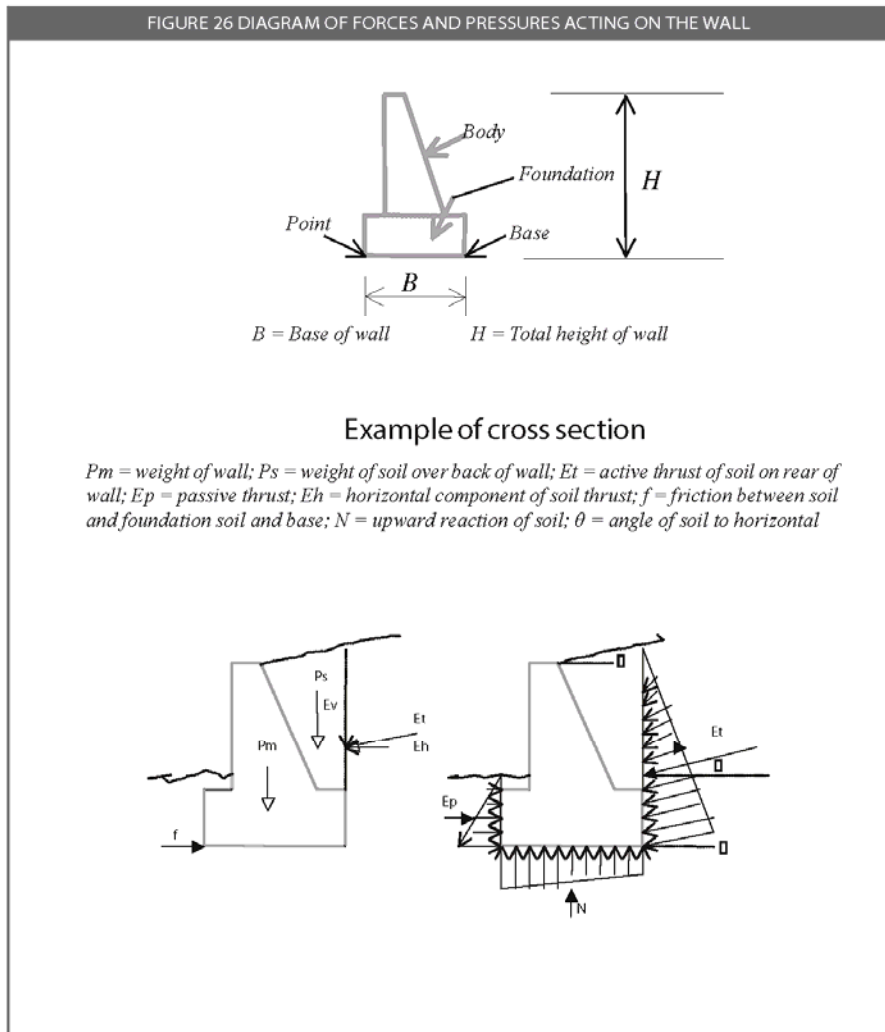 FIGURE 26 DIAGRAM OF FORCES AND PRESSURES ACTING ON THE WALL
Body
Foundation
H
Point
Base
B
B = Base of wall
H = Total height of wall
Example of cross section
Pm = weight of wall; Ps = weight of soil over back of wall; Et = active thrust of soil on rear of
wall; Ep = passive thrust; Eh = horizontal component of soil thrust; f = friction between soil
and foundation soil and base; N = upward reaction of soil; θ = angle of soil to horizontal
Ps
Ev
Et
Eh
Pm
f
Et
Ep
N